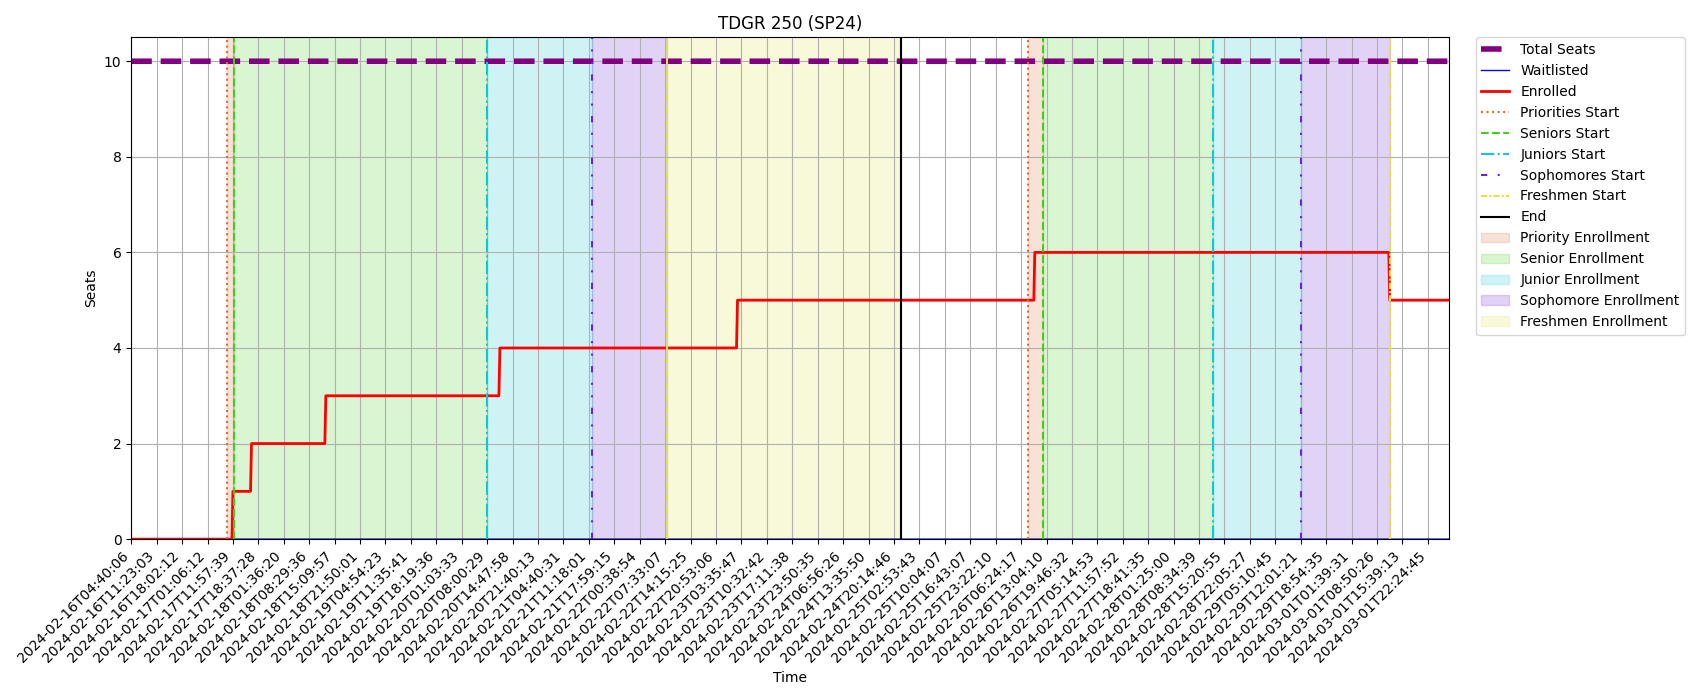 TDGR 250 (SP24)
10
8
6
4
2
0
Seats
2024-02-16T04:40:06
2024-02-16T11:23:03
2024-02-16T18:02:12
2024-02-17T01:06:12
2024-02-17T11:57:39
2024-02-17T18:37:28
2024-02-18T01:36:20
2024-02-18T08:29:36
2024-02-18T15:09:57
2024-02-18T21:50:01
2024-02-19T04:54:23
2024-02-19T11:35:41
2024-02-19T18:19:36
2024-02-20T01:03:33
2024-02-20T08:00:29
2024-02-20T14:47:58
2024-02-20T21:40:13
2024-02-21T04:40:31
2024-02-21T11:18:01
2024-02-21T17:59:15
2024-02-22T00:38:54
2024-02-22T07:33:07
2024-02-22T14:15:25
2024-02-22T20:53:06
2024-02-23T03:35:47
2024-02-23T10:32:42
2024-02-23T17:11:38
2024-02-23T23:50:35
2024-02-24T06:56:26
2024-02-24T13:35:50
2024-02-24T20:14:46
2024-02-25T02:53:43
2024-02-25T10:04:07
2024-02-25T16:43:07
2024-02-25T23:22:10
2024-02-26T06:24:17
2024-02-26T13:04:10
2024-02-26T19:46:32
2024-02-27T05:14:53
2024-02-27T11:57:52
2024-02-27T18:41:35
2024-02-28T01:25:00
2024-02-28T08:34:39
2024-02-28T15:20:55
2024-02-28T22:05:27
2024-02-29T05:10:45
2024-02-29T12:01:21
2024-02-29T18:54:35
2024-03-01T01:39:31
2024-03-01T08:50:26
2024-03-01T15:39:13
2024-03-01T22:24:45
Time
Total Seats
Waitlisted
Enrolled
Priorities Start
Seniors Start
Juniors Start
Sophomores Start
Freshmen Start
End
Priority Enrollment
Senior Enrollment
Junior Enrollment
Sophomore Enrollment
Freshmen Enrollment